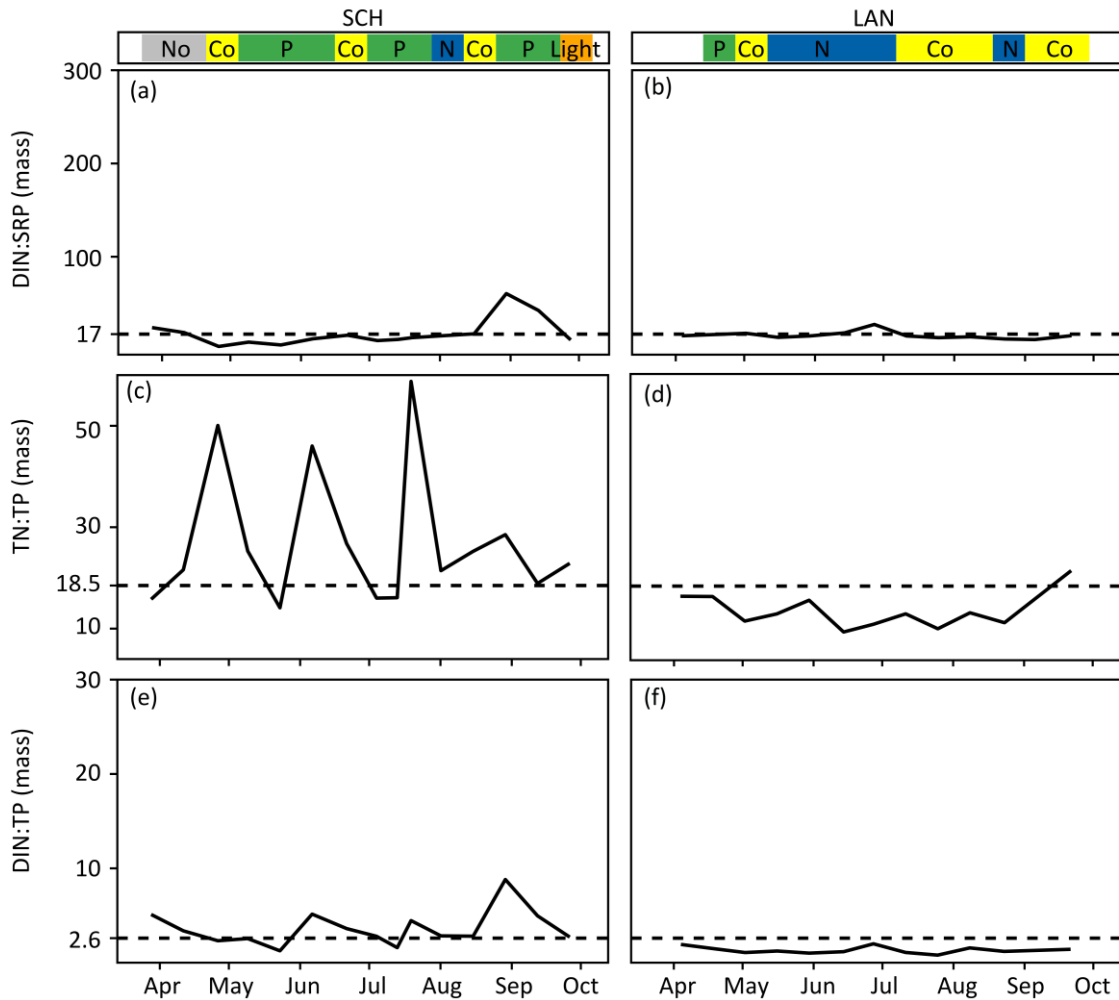 SCH LAN
No Co P Co P N Co P Light P Co N Co N Co
(a) (b)
300
200
100
17
DIN:SRP (mass)
(c) (d)
50
30
18.5
10
TN:TP (mass)
(e) (f)
30
20
10
2.6
DIN:TP (mass)
Apr May Jun Jul Aug Sep Oct Apr May Jun Jul Aug Sep Oct